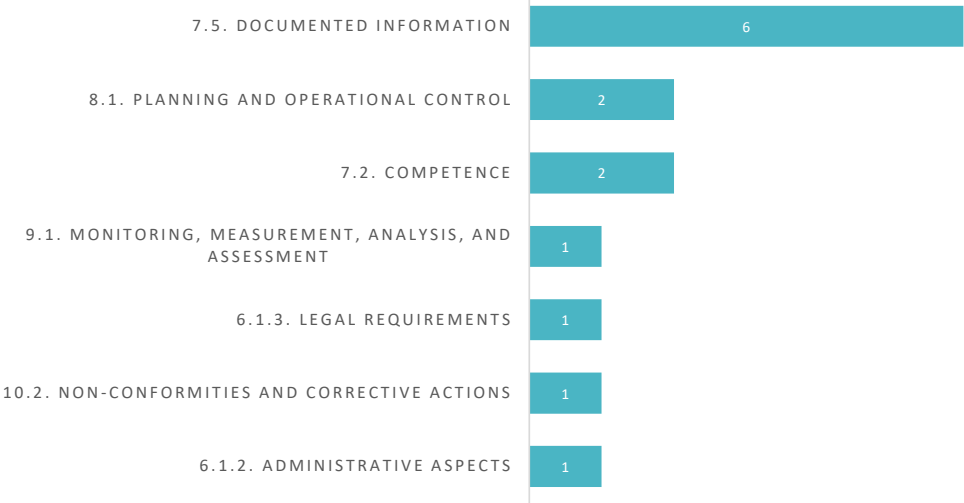 7.5. DOCUMENTED INFORMATION
6
8.1. PLANNING AND OPERATIONAL CONTROL
2
7.2. COMPETENCE
2
9.1. MONITORING, MEASUREMENT, ANALYSIS, AND
ASSESSMENT
1
6.1.3. LEGAL REQUIREMENTS
1
10.2. NON-CONFORMITIES AND CORRECTIVE ACTIONS
1
6.1.2. ADMINISTRATIVE ASPECTS
1